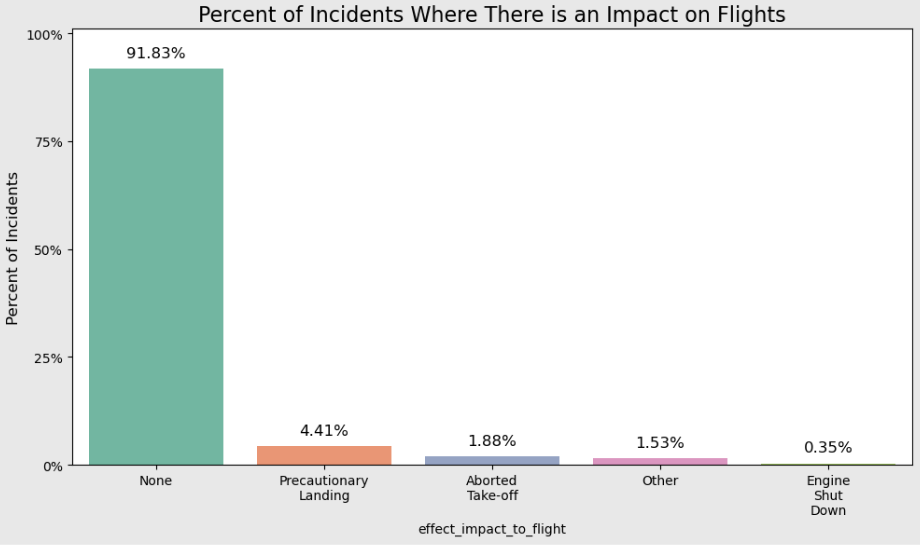 Percent of Incidents Where There is an Impact on Flights
Percent of Incidents
100%
75%
50%
25%
0%
91.83%
4.41%
1.88%
1.53%
0.35%
None
Precautionary
Landing
Aborted
Take-off
Other
Engine
Shut
Down
effect_impact_to_flight